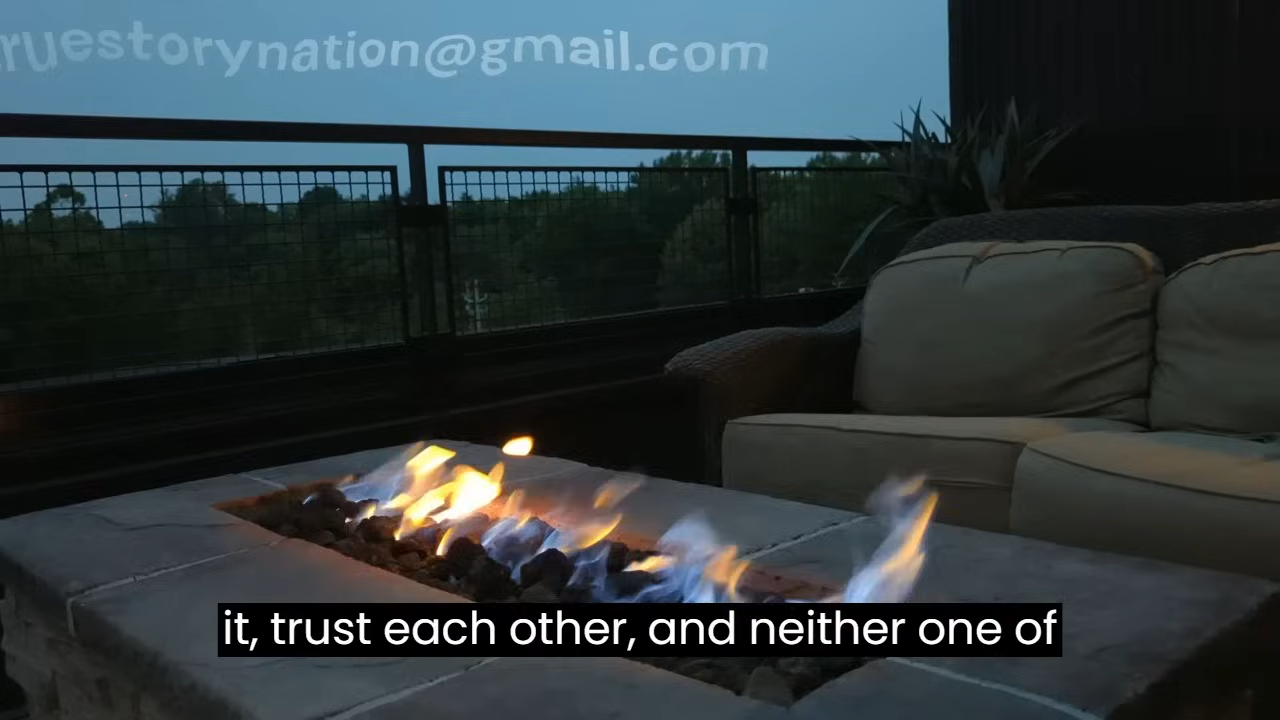 ruestorynation@gmail.com
it, trust each other, and neither one of